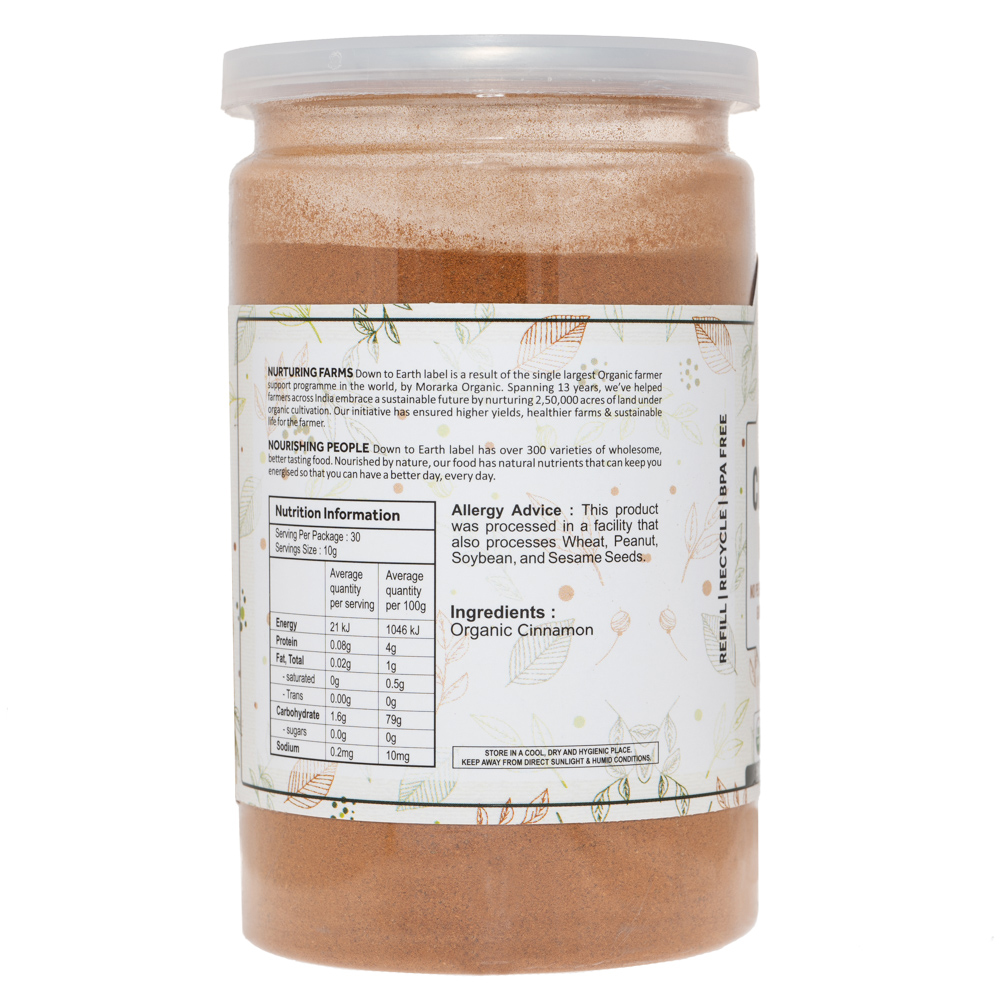 NURTURING FARMS Down to Earth label is a result of the single largest Organic farmer
support programme in the world, by Morarka Organic. Spanning 13 years, we've helped
farmers across India embrace a sustainable future by nurturing 2,50,000 acres of land under
organic cultivation. Our initiative has ensured higher yields, healthier farms & sustainable
life for the farmer.
NOURISHING PEOPLE Down to Earth label has over 300 varieties of wholesome,
better tasting food. Nourished by nature, our food has natural nutrients that can keep you
energised so that you can have a better day, every day.
Nutrition Information
Serving Per Package : 30
Servings Size : 10g
Average quantity per serving Average quantity per 100g
Energy 21 kJ 1046 kJ
Protein 0.08g 4g
Fat, Total 0.02g 1g
- saturated 0g 0.5g
- Trans 0.00g 0g
Carbohydrate 1.6g 79g
- sugars 0.0g 0g
Sodium 0.2mg 10mg
Allergy Advice : This product
was processed in a facility that
also processes Wheat, Peanut,
Soybean, and Sesame Seeds.
Ingredients :
Organic Cinnamon
STORE IN A COOL, DRY AND HYGIENIC PLACE.
KEEP AWAY FROM DIRECT SUNLIGHT & HUMID CONDITIONS.
REFILL | RECYCLE | BPA FREE